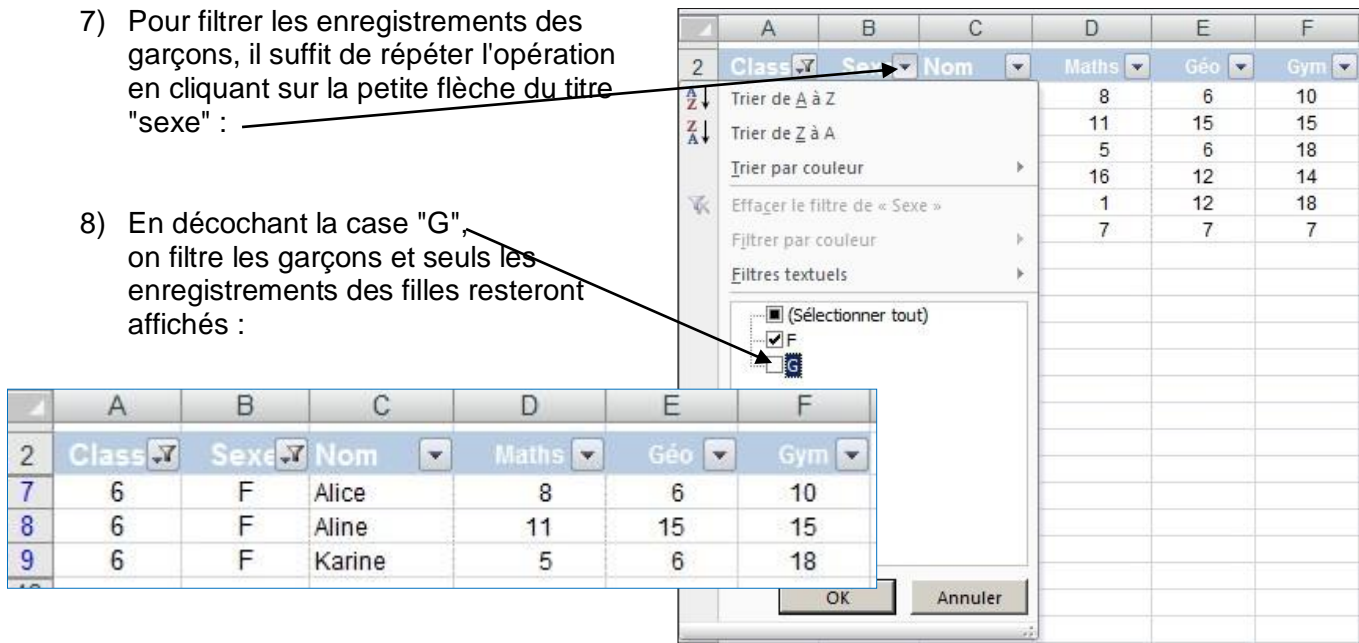 7) Pour filtrer les enregistrements des
garçons, il suffit de répéter l'opération
en cliquant sur la petite flèche du titre
"sexe" :
8) En décochant la case "G",
on filtre les garçons et seuls les
enregistrements des filles resteront
affichés :
A B C D E F
2 Class Sexe Nom Maths Géo Gym
Trier de A à Z 8 6 10
Trier de Z à A 11 15 15
5 6 18
Trier par couleur 16 12 14
Effacer le filtre de « Sexe » 1 12 18
Filtrer par couleur 7 7 7
Filtres textuels
(Sélectionner tout)
F
G
OK Annuler
A B C D E F
2 Class Sexe Nom Maths Géo Gym
7 6 F Alice 8 6 10
8 6 F Aline 11 15 15
9 6 F Karine 5 6 18